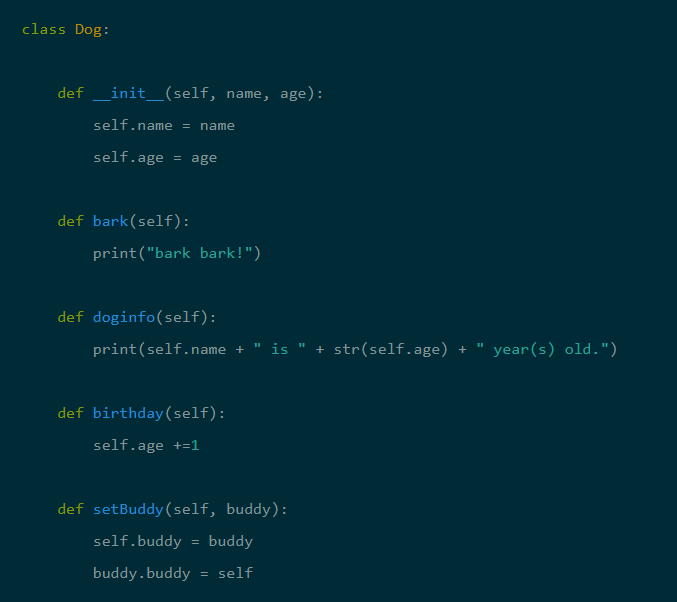 class Dog:
    def __init__(self, name, age):
        self.name = name
        self.age = age
    def bark(self):
        print("bark bark!")
    def doginfo(self):
        print(self.name + " is " + str(self.age) + " year(s) old.")
    def birthday(self):
        self.age +=1
    def setBuddy(self, buddy):
        self.buddy = buddy
        buddy.buddy = self